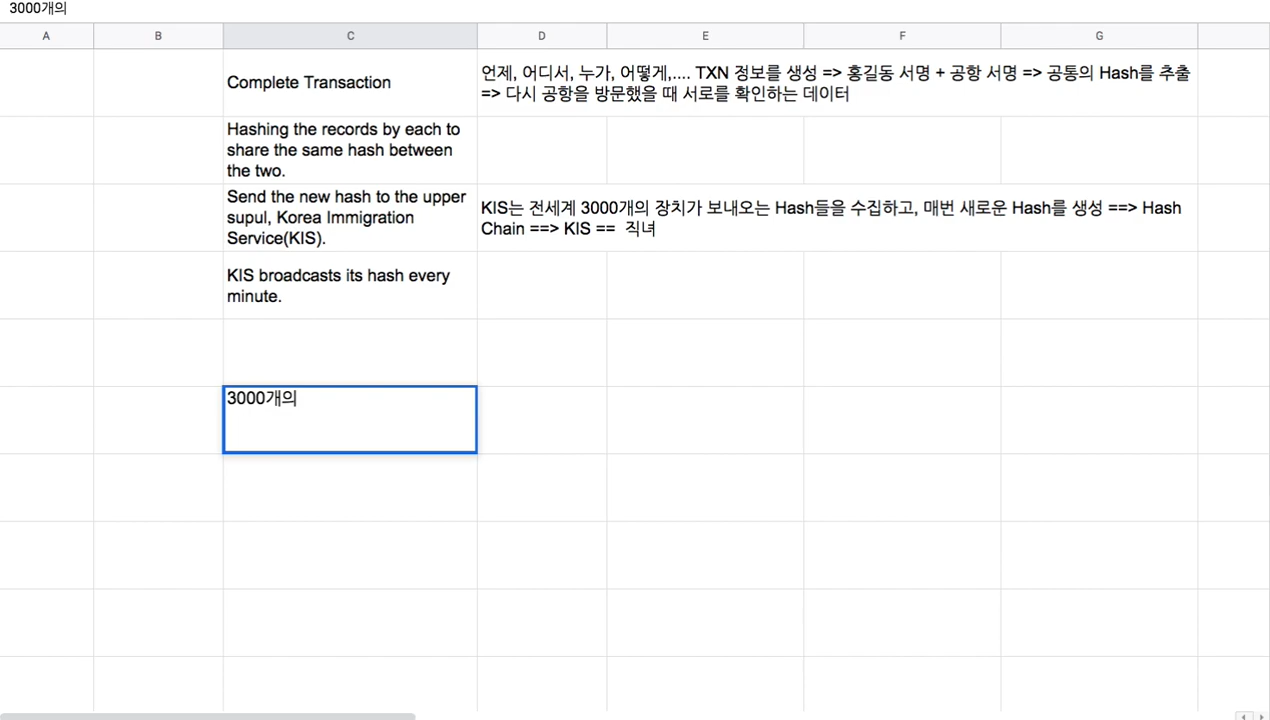 3000개의
A B C D E F G
Complete Transaction
언제, 어디서, 누가, 어떻게,.... TXN 정보를 생성 => 홍길동 서명 + 공항 서명 => 공통의 Hash를 추출
=> 다시 공항을 방문했을 때 서로를 확인하는 데이터
Hashing the records by each to
share the same hash between
the two.
Send the new hash to the upper
supul, Korea Immigration
Service(KIS).
KIS는 전세계 3000개의 장치가 보내오는 Hash들을 수집하고, 매번 새로운 Hash를 생성 ==> Hash
Chain ==> KIS == 직녀
KIS broadcasts its hash every
minute.
3000개의